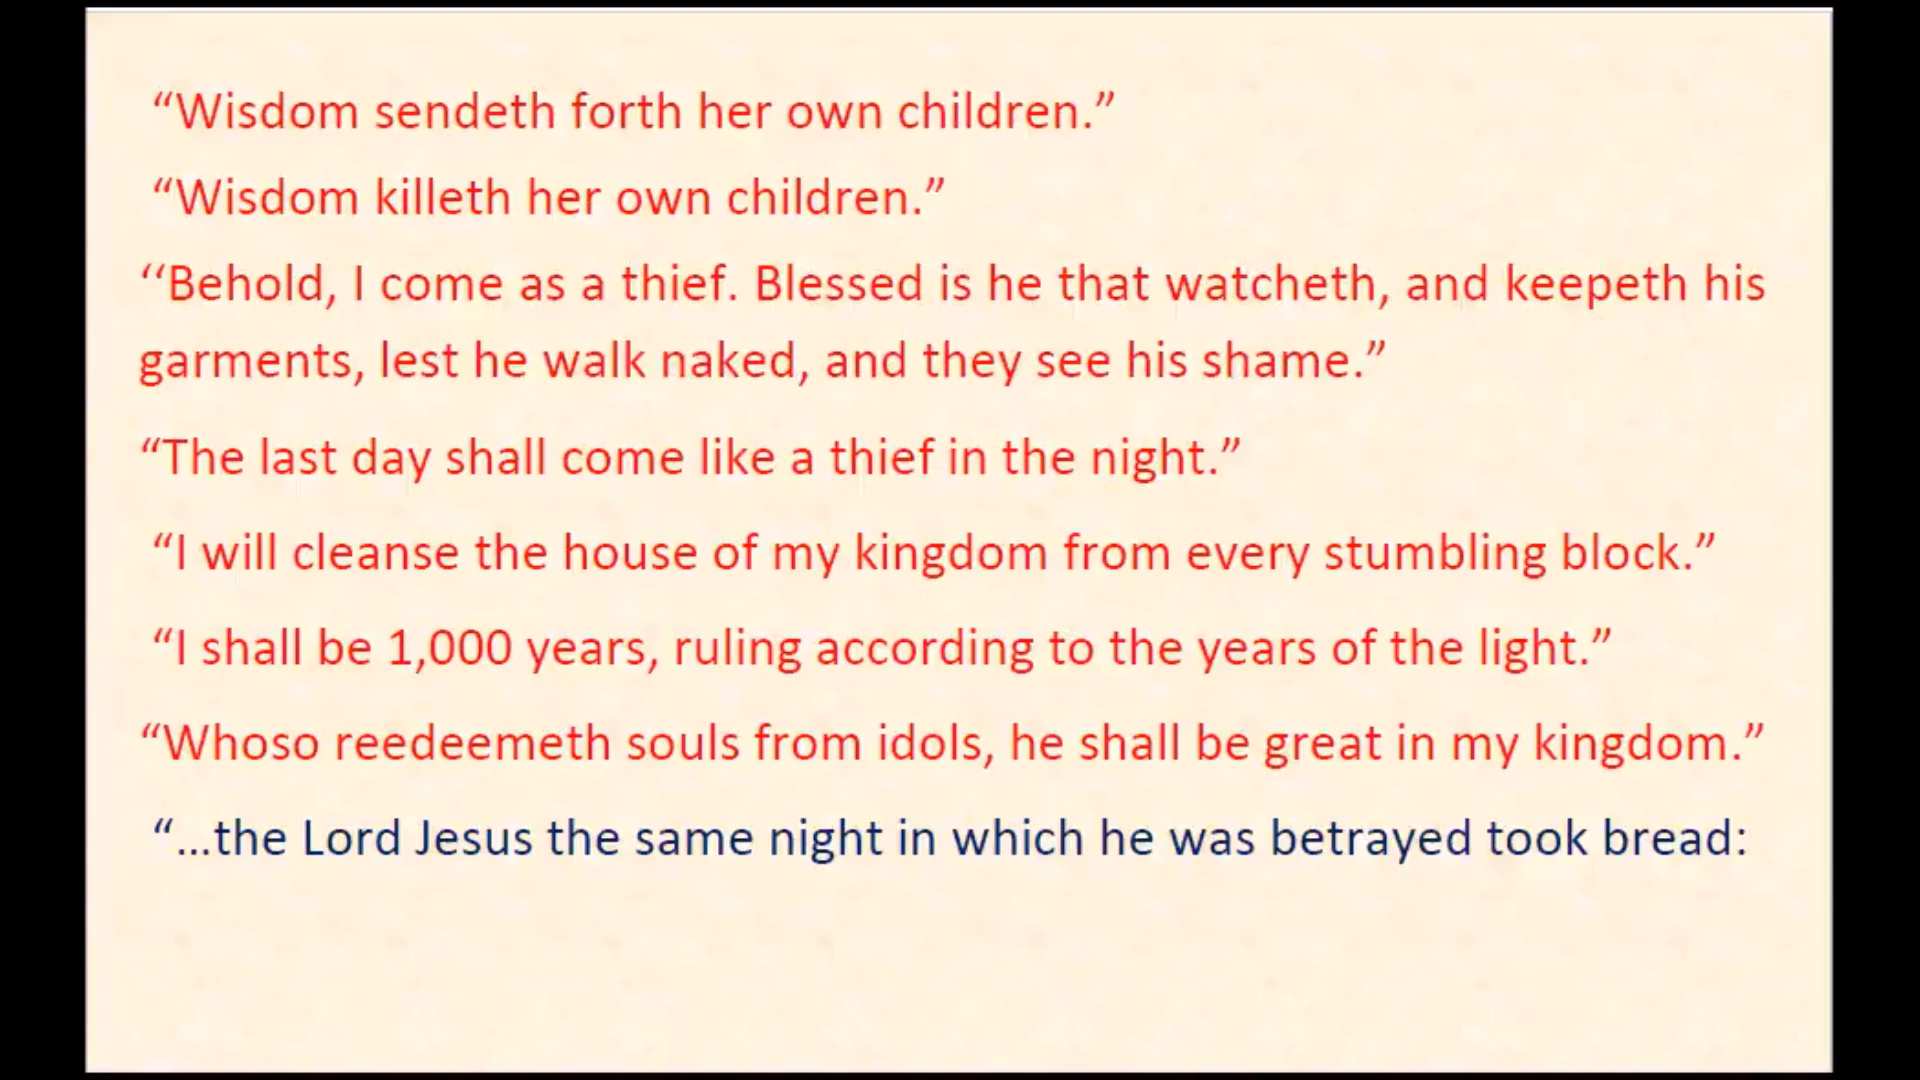 “Wisdom sendeth forth her own children.”
“Wisdom killeth her own children.”
‘‘Behold, I come as a thief. Blessed is he that watcheth, and keepeth his
garments, lest he walk naked, and they see his shame.”
“The last day shall come like a thief in the night.”
“I will cleanse the house of my kingdom from every stumbling block.”
“I shall be 1,000 years, ruling according to the years of the light.”
“Whoso reedeemeth souls from idols, he shall be great in my kingdom.”
“…the Lord Jesus the same night in which he was betrayed took bread: